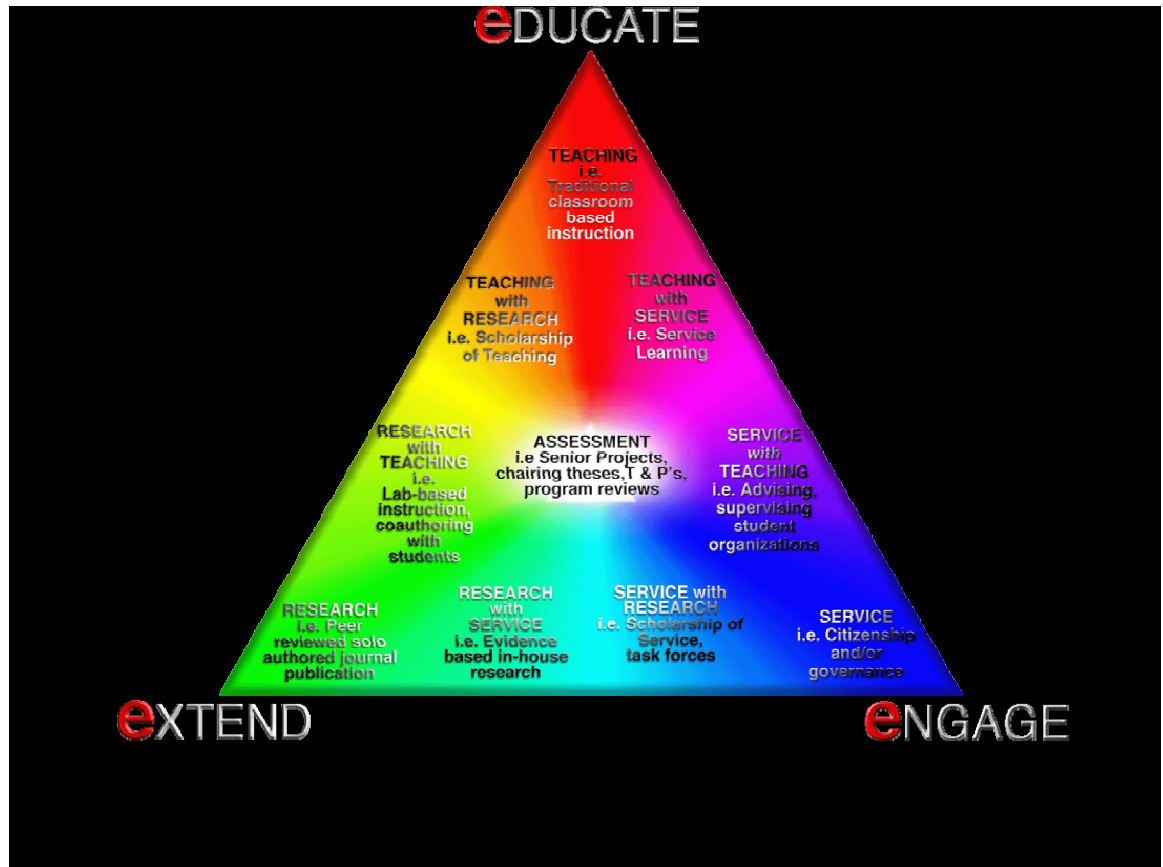 eDUCATE
TEACHING
i.e.
Traditional
classroom
based
instruction
TEACHING
with
RESEARCH
i.e. Scholarship
of Teaching
TEACHING
with
SERVICE
i.e. Service
Learning
RESEARCH
with
TEACHING
i.e.
Lab-based
instruction,
coauthoring
with
students
ASSESSMENT
i.e Senior Projects,
chairing theses,T & P's,
program reviews
SERVICE
with
TEACHING
i.e. Advising,
supervising
student
organizations
RESEARCH
i.e. Peer
reviewed solo
authored journal
publication
RESEARCH
with
SERVICE
i.e. Evidence
based in-house
research
SERVICE with
RESEARCH
i.e. Scholarship of
Service,
task forces
SERVICE
i.e. Citizenship
and/or
governance
eXTEND
eNGAGE